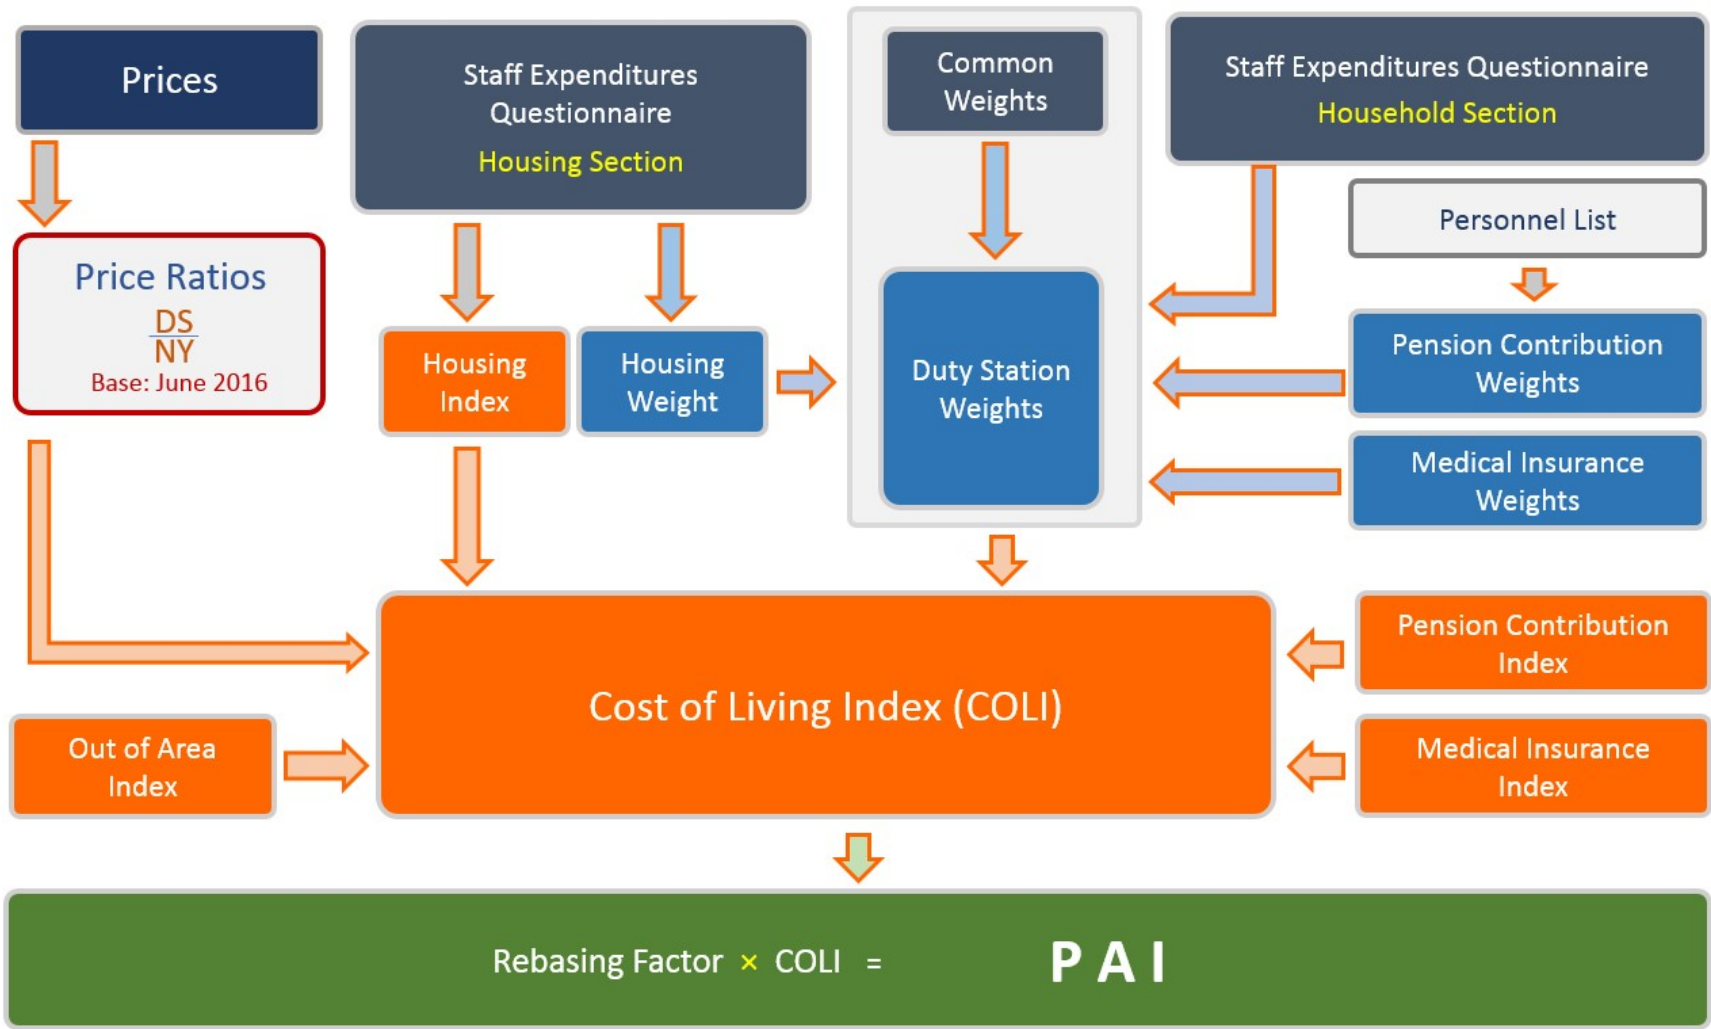 Prices
Staff Expenditures
Questionnaire
Housing Section
Common
Weights
Staff Expenditures Questionnaire
Household Section
Personnel List
Price Ratios
DS
NY
Base: June 2016
Housing
Index
Housing
Weight
Duty Station
Weights
Pension Contribution
Weights
Medical Insurance
Weights
Cost of Living Index (COLI)
Pension Contribution
Index
Out of Area
Index
Medical Insurance
Index
Rebasing Factor × COLI = P A I